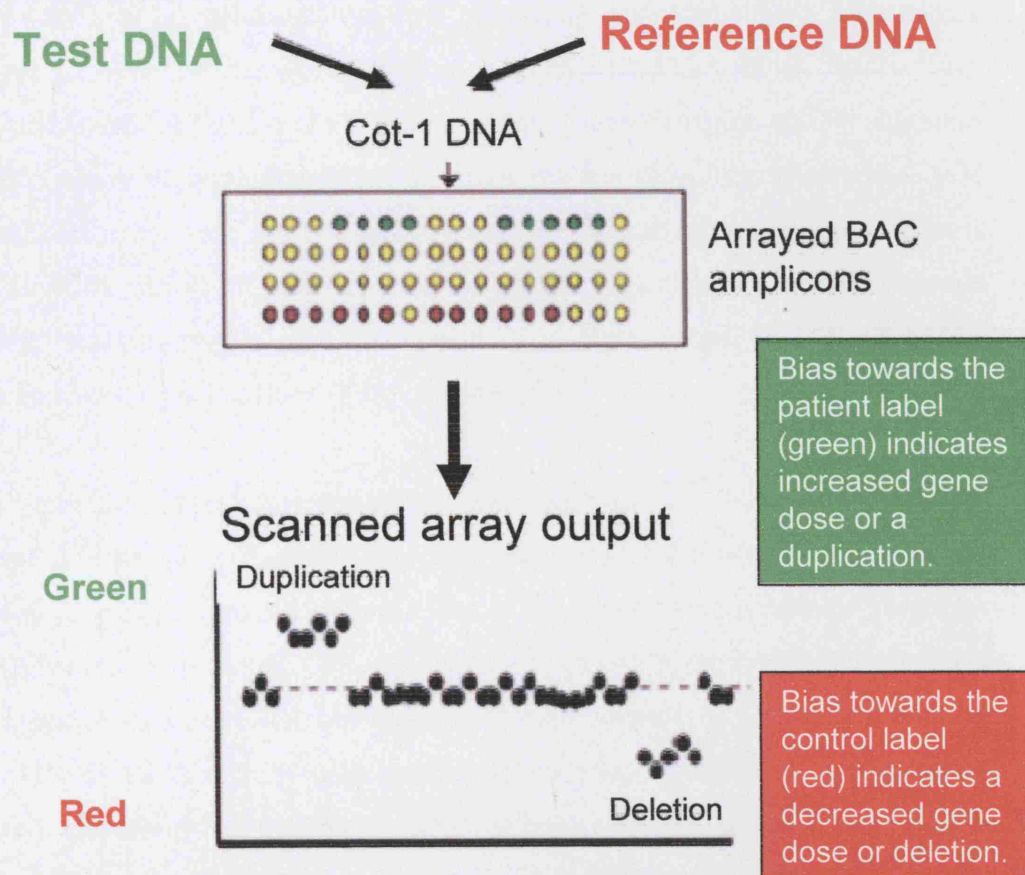 Test DNA
Reference DNA
Cot-1 DNA
Arrayed BAC
amplicons
Bias towards the
patient label
(green) indicates
increased gene
dose or a
duplication.
Scanned array output
Green
Duplication
Bias towards the
control label
(red) indicates a
decreased gene
dose or deletion.
Red
Deletion